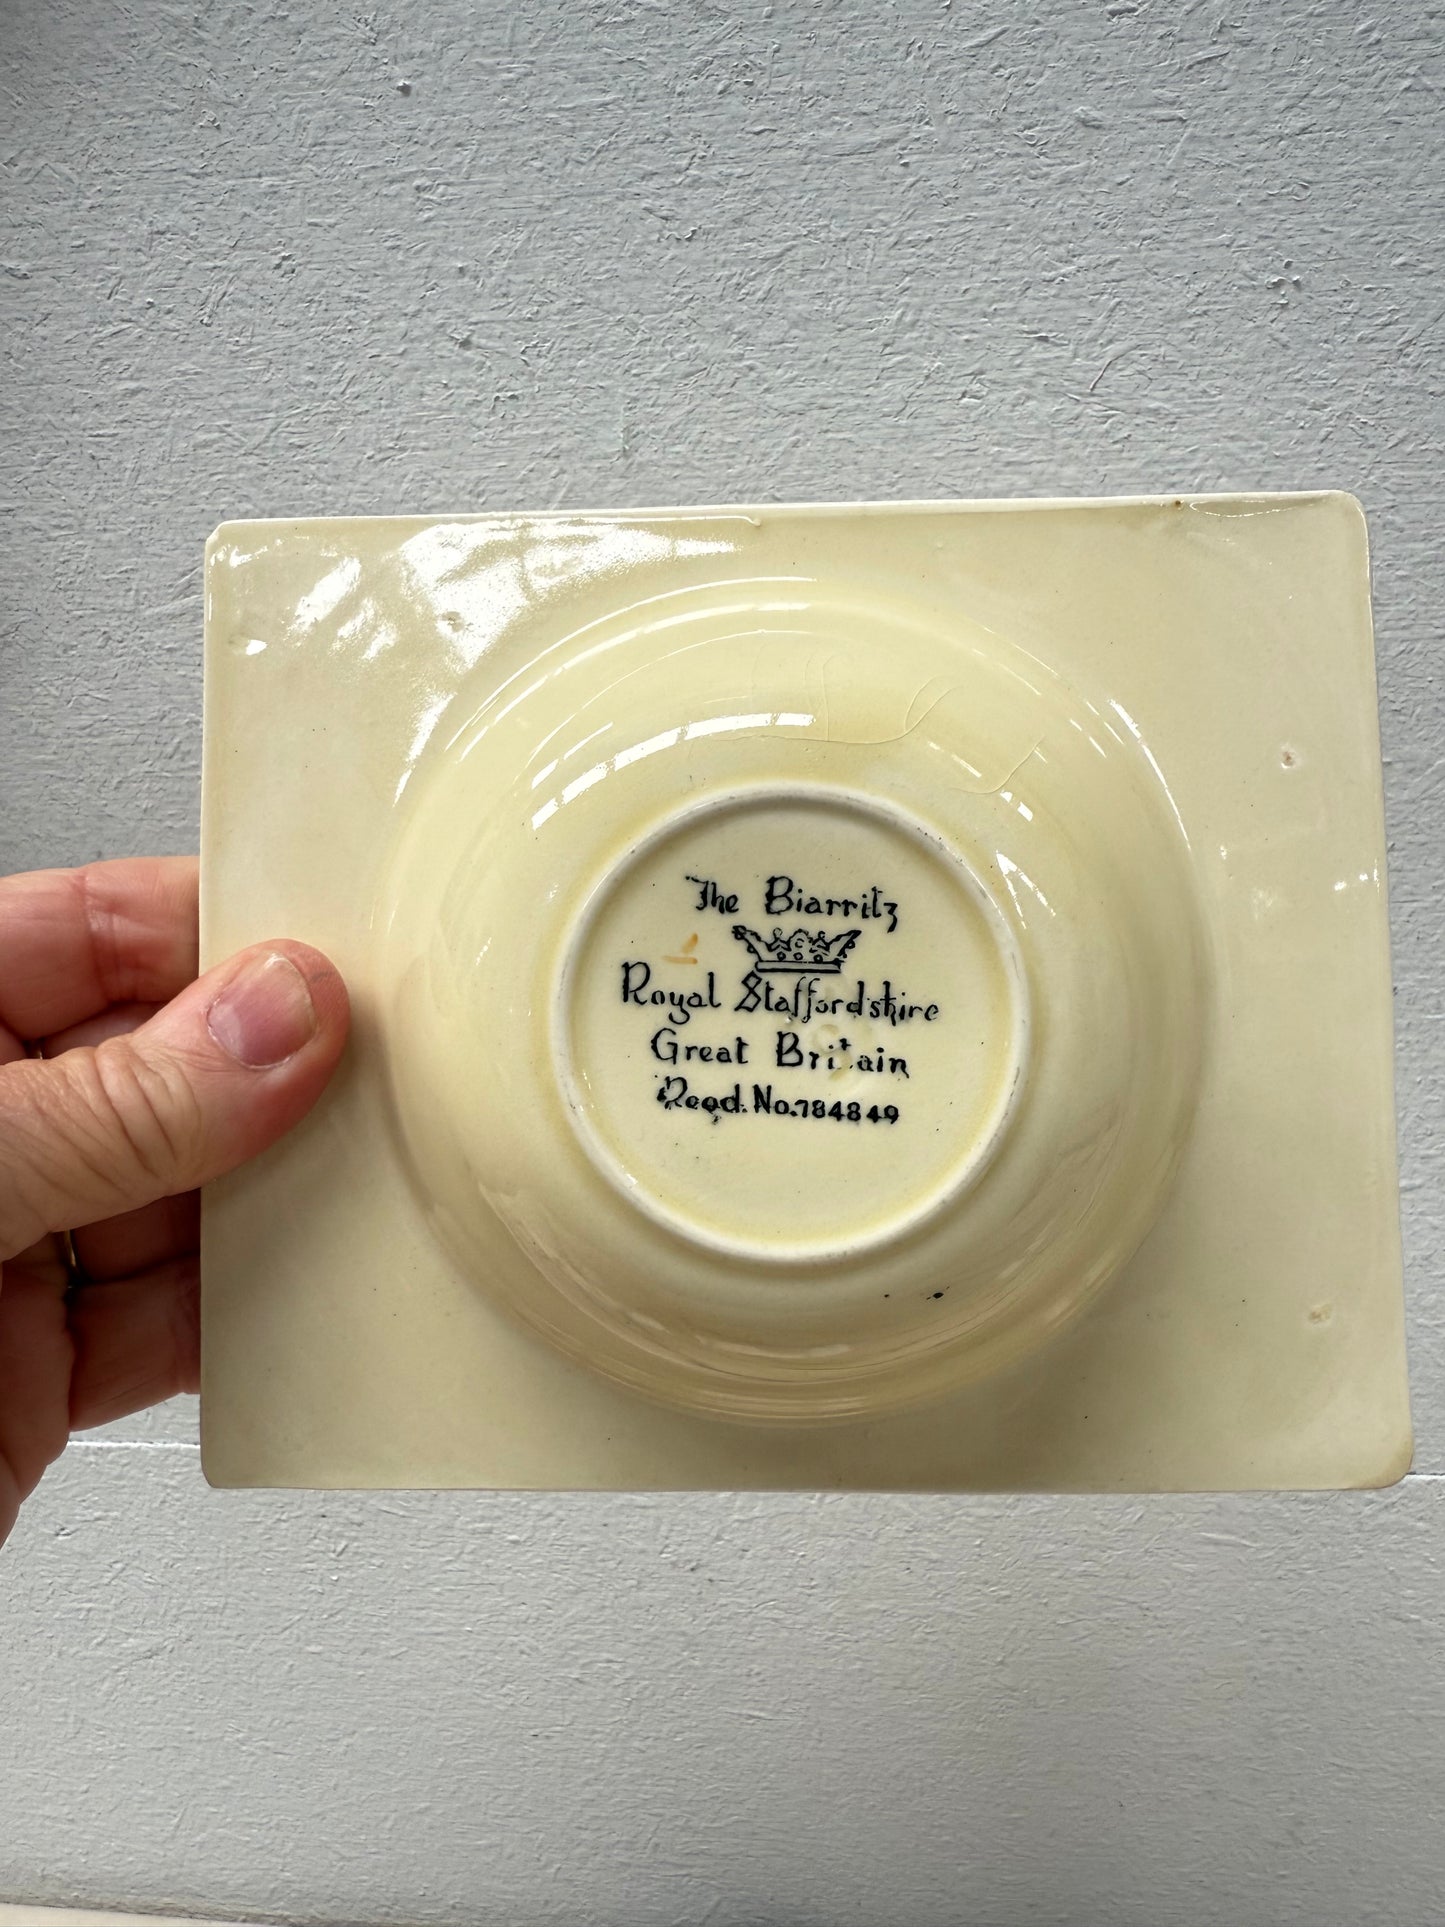 The Biarritz
Royal Staffordshire
Great Britain
Regd. No. 784849